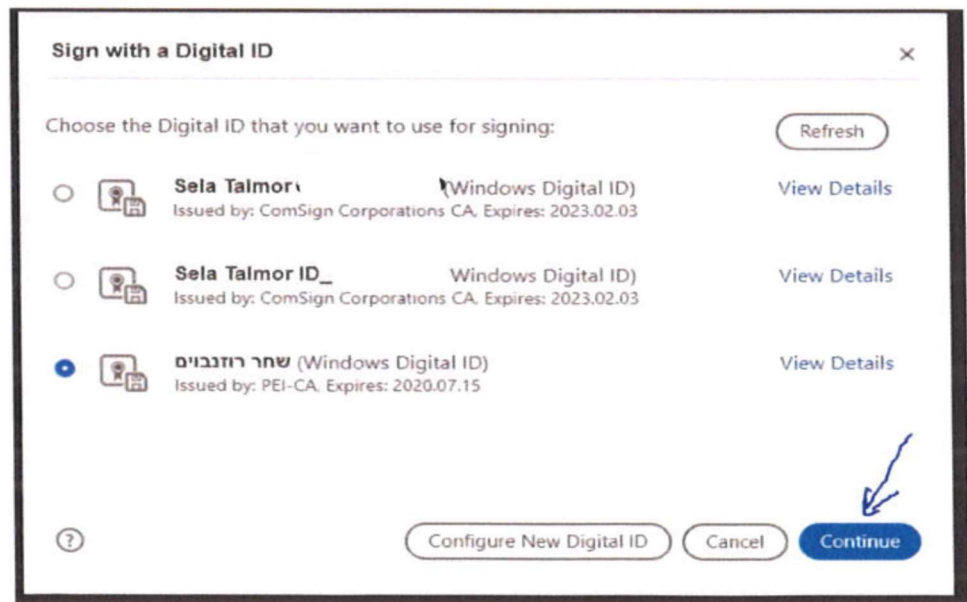 Sign with a Digital ID
Choose the Digital ID that you want to use for signing:
Refresh
Sela Talmor (Windows Digital ID)
View Details
Issued by: ComSign Corporations CA, Expires: 2023.02.03
Sela Talmor ID_ Windows Digital ID)
View Details
Issued by: ComSign Corporations CA, Expires: 2023.02.03
שחר רוזנבוים (Windows Digital ID)
View Details
Issued by: PEI-CA, Expires: 2020.07.15
Configure New Digital ID
Cancel
Continue